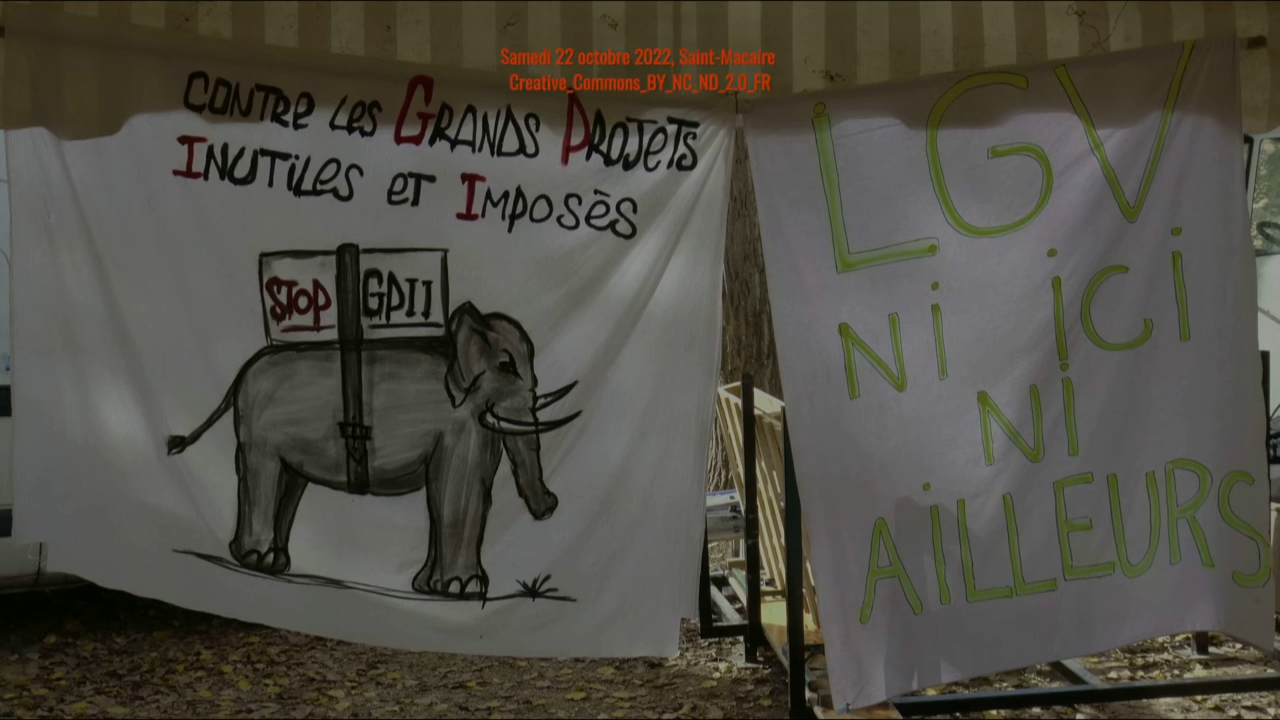 Samedi 22 octobre 2022, Saint-Macaire
Creative_Commons_BY_NC_ND_2.0_FR
CONTRE LES GRANDS PROJETS
INUTILES ET IMPOSÉS
STOP GPII
LGV
Ni iCi
Ni
AiLLEURS